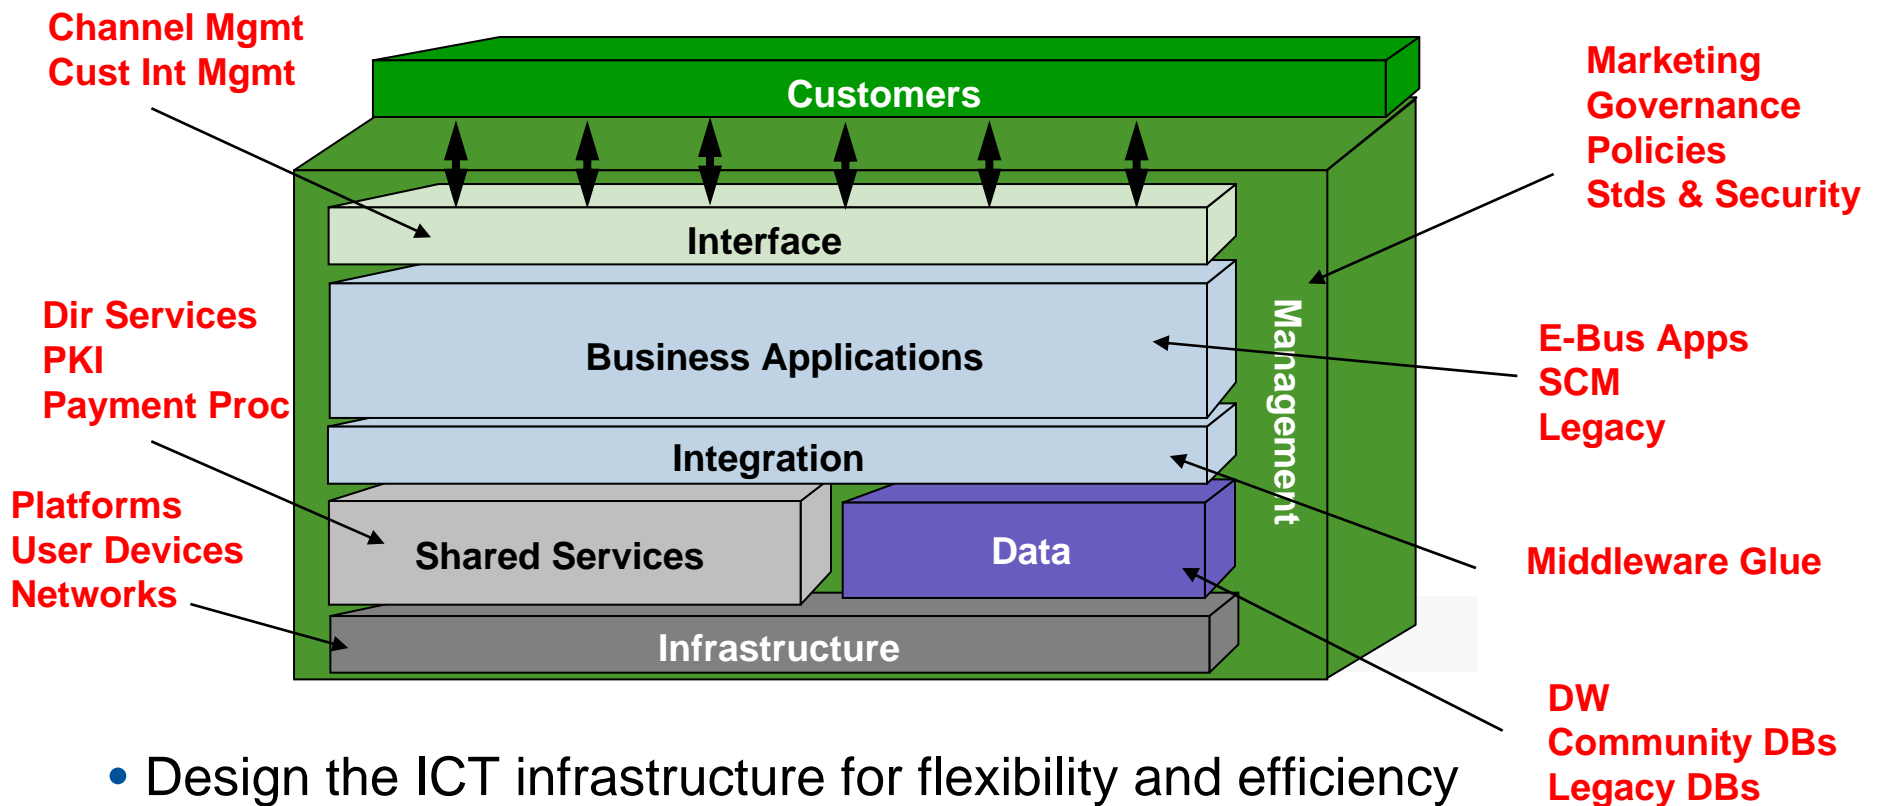 Channel Mgmt
Cust Int Mgmt
Customers
Marketing
Governance
Policies
Stds & Security
Interface
Dir Services
PKI
Payment Proc
Business Applications
Management
E-Bus Apps
SCM
Legacy
Integration
Platforms
User Devices
Networks
Shared Services
Data
Middleware Glue
Infrastructure
DW
Community DBs
Legacy DBs
• Design the ICT infrastructure for flexibility and efficiency